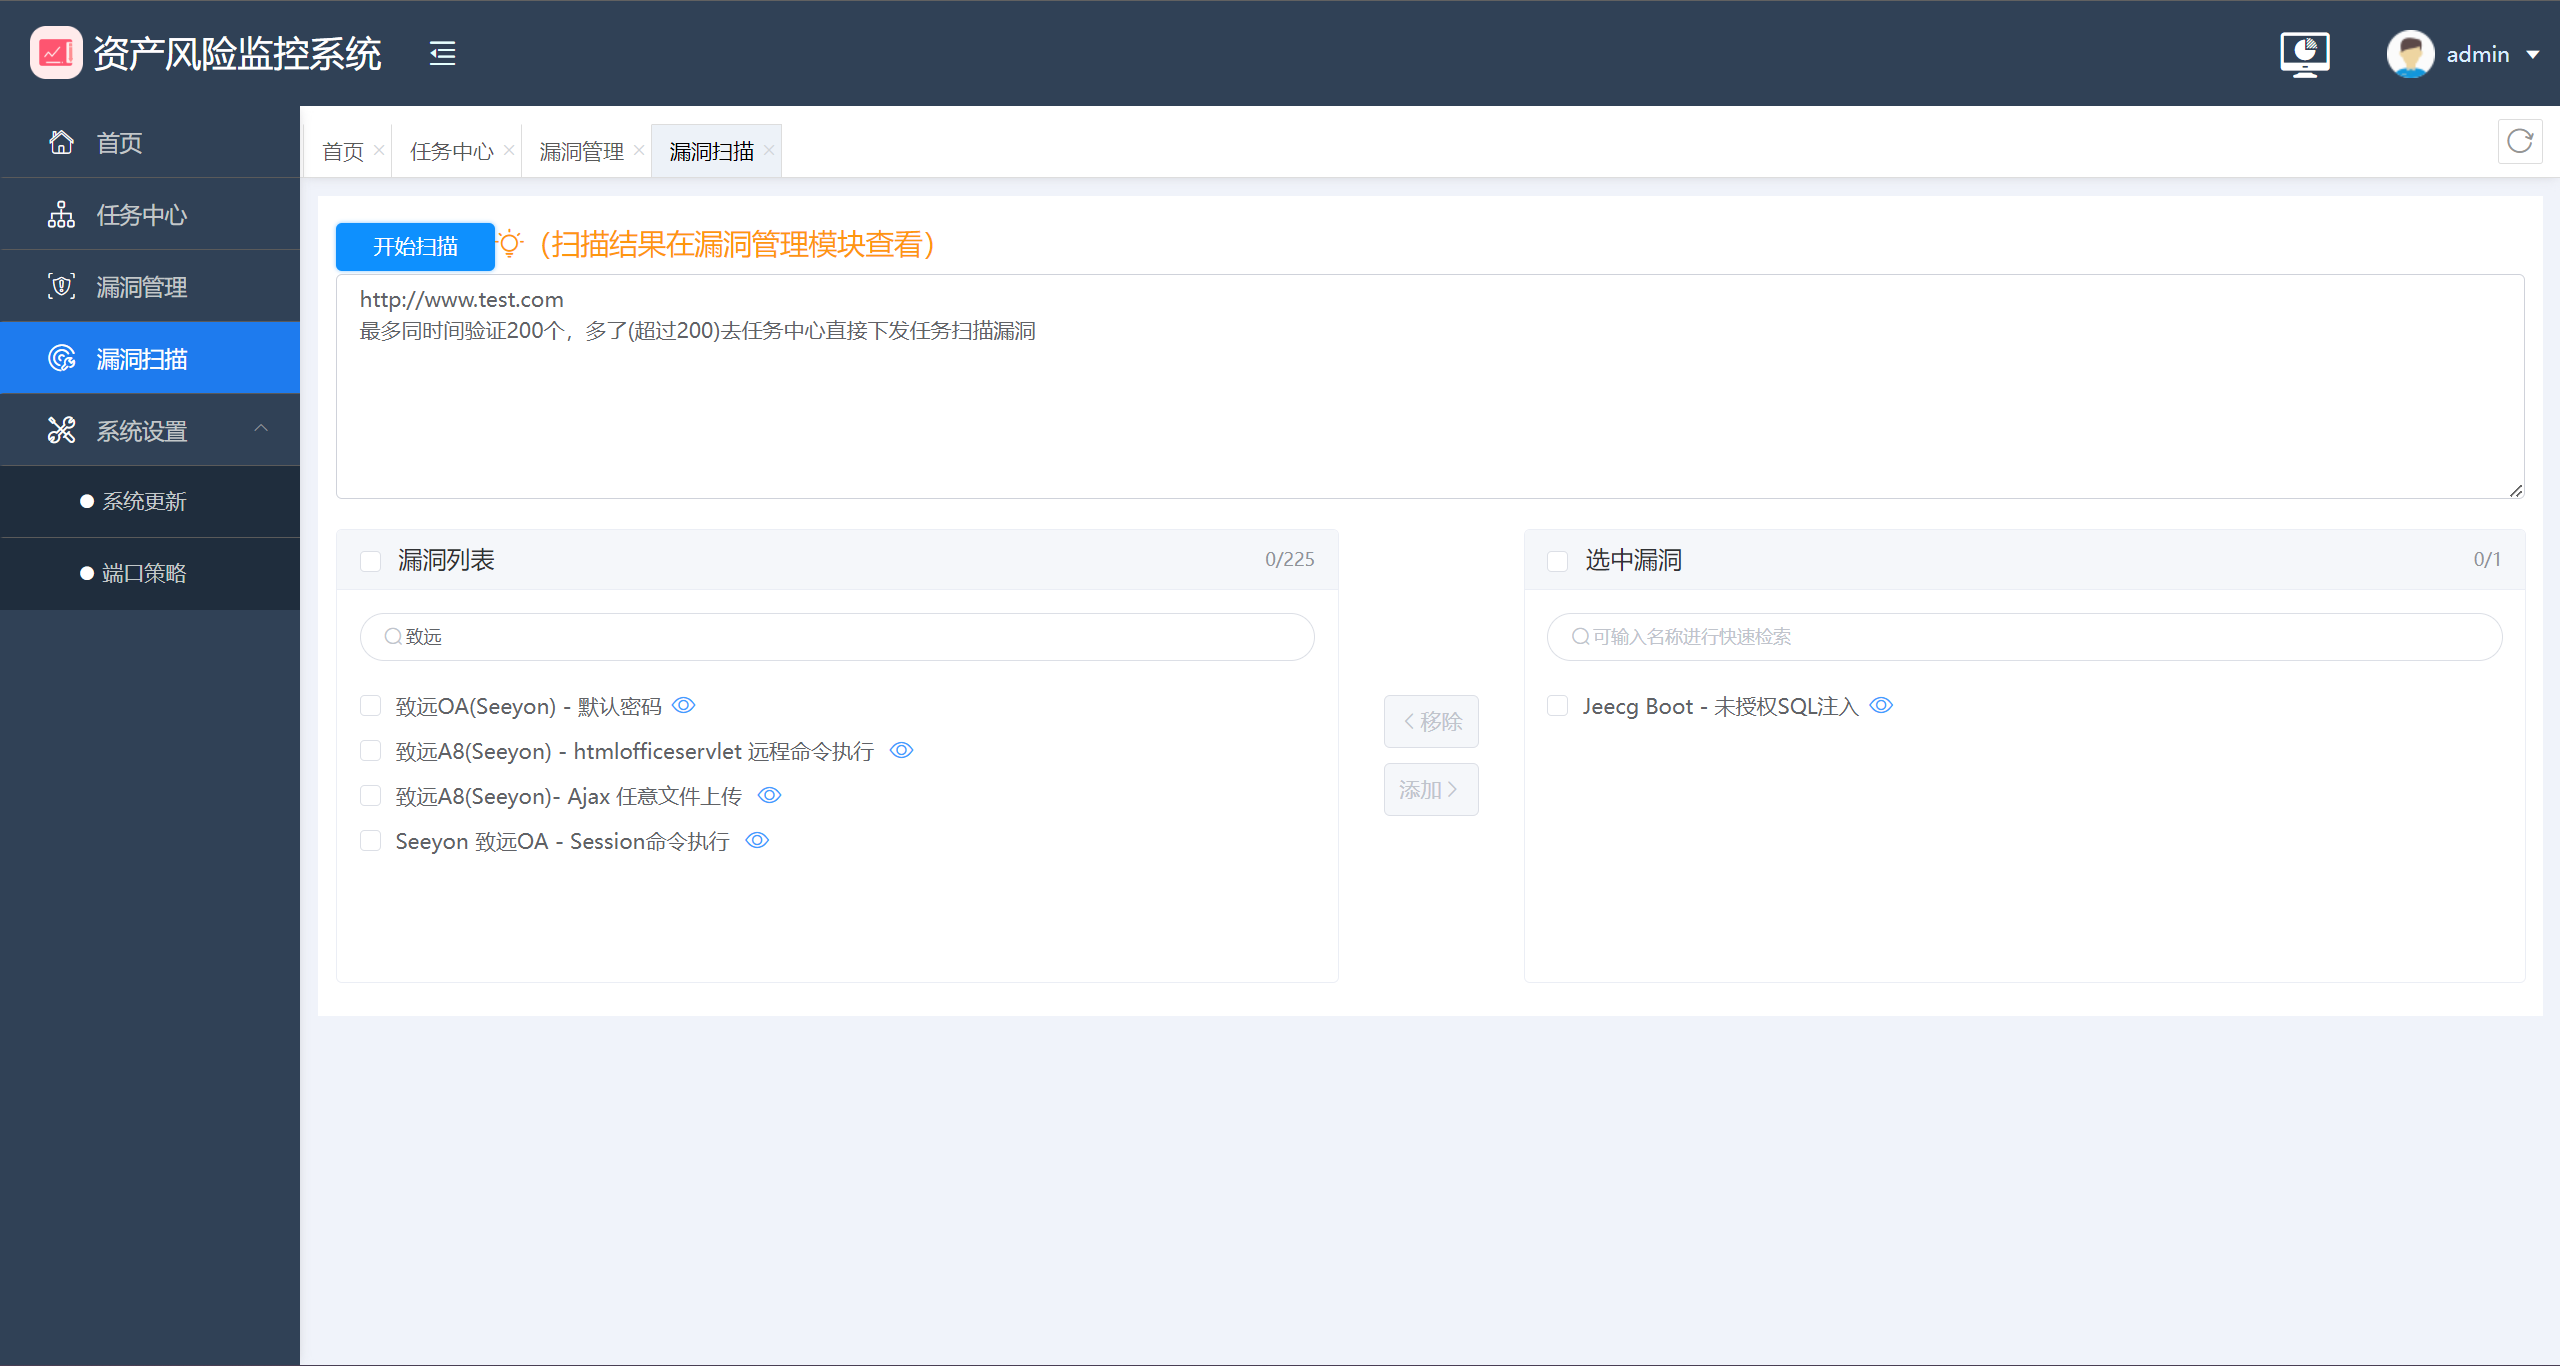 资产风险监控系统
admin
首页
任务中心
漏洞管理
漏洞扫描
系统设置
系统更新
端口策略
首页
任务中心
漏洞管理
漏洞扫描
开始扫描
（扫描结果在漏洞管理模块查看）
http://www.test.com
最多同时间验证200个，多了(超过200)去任务中心直接下发任务扫描漏洞
漏洞列表
0/225
致远
致远OA(Seeyon) - 默认密码
致远A8(Seeyon) - htmlofficeservlet 远程命令执行
致远A8(Seeyon)- Ajax 任意文件上传
Seeyon 致远OA - Session命令执行
移除
添加
选中漏洞
0/1
可输入名称进行快速检索
Jeecg Boot - 未授权SQL注入